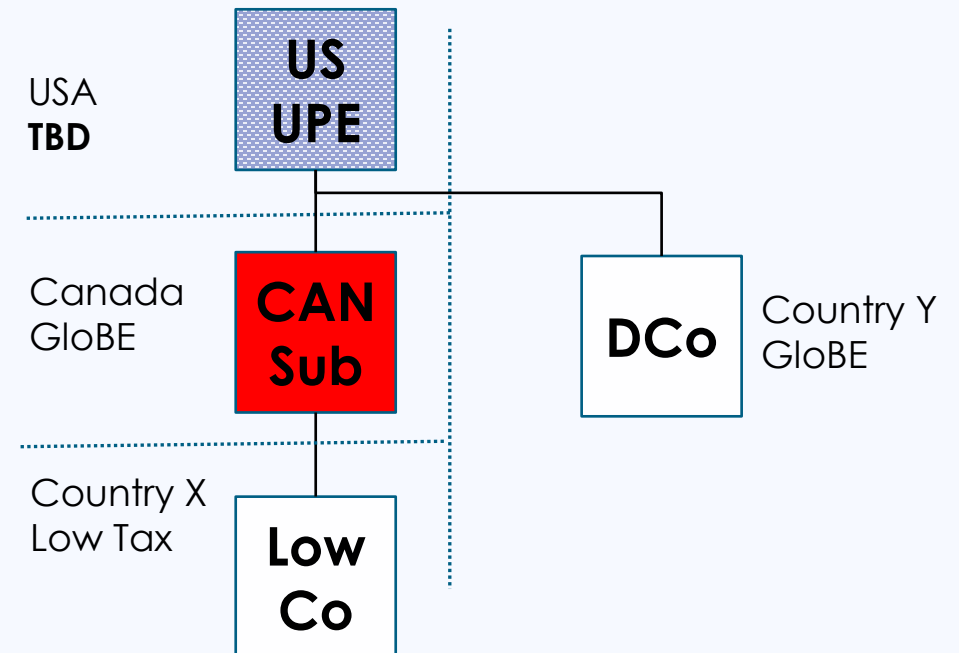 US
UPE
USA
TBD
CAN
Sub
Canada
GloBE
DCo
Country Y
GloBE
Country X
Low Tax
Low
Co